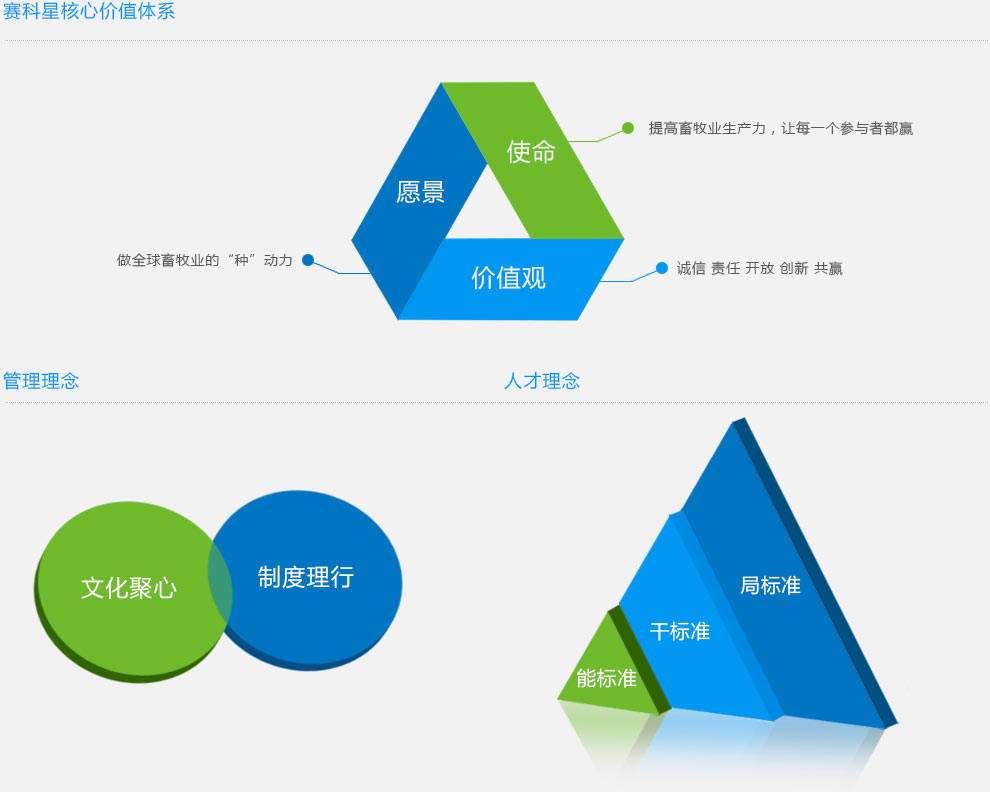 赛科星核心价值体系
使命
提高畜牧业生产力，让每一个参与者都赢
愿景
做全球畜牧业的“种”动力
价值观
诚信 责任 开放 创新 共赢
管理理念
人才理念
文化聚心
制度理行
局标准
干标准
能标准